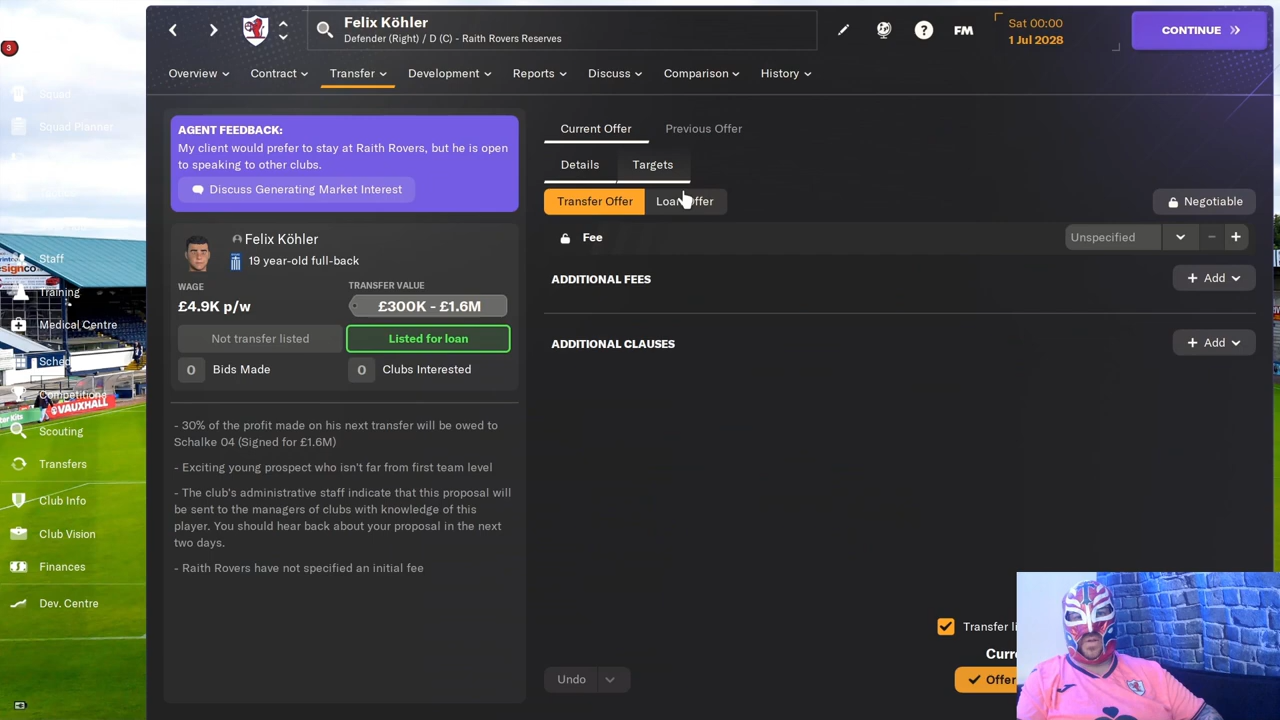 Felix Köhler
Defender (Right) / D (C) - Raith Rovers Reserves
FM
Sat 00:00
1 Jul 2028
CONTINUE
3
Overview
Contract
Transfer
Development
Reports
Discuss
Comparison
History
Squad
Squad Planner
Staff
Training
Medical Centre
Sched
Competitions
VAUXHALL
Scouting
Transfers
Club Info
Club Vision
Finances
Dev. Centre
AGENT FEEDBACK:
My client would prefer to stay at Raith Rovers, but he is open
to speaking to other clubs.
Discuss Generating Market Interest
Felix Köhler
19 year-old full-back
WAGE
TRANSFER VALUE
£4.9K p/w
£300K - £1.6M
Not transfer listed
Listed for loan
0 Bids Made
0 Clubs Interested
- 30% of the profit made on his next transfer will be owed to
Schalke 04 (Signed for £1.6M)
- Exciting young prospect who isn't far from first team level
- The club's administrative staff indicate that this proposal will
be sent to the managers of clubs with knowledge of this
player. You should hear back about your proposal in the next
two days.
- Raith Rovers have not specified an initial fee
Current Offer
Previous Offer
Details
Targets
Transfer Offer
Loan Offer
Negotiable
Fee
Unspecified
ADDITIONAL FEES
Add
ADDITIONAL CLAUSES
Add
Transfer li
Curre
Undo
Offer